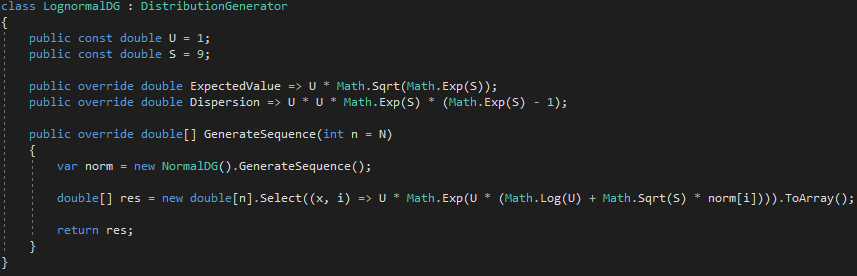 class LognormalDG : DistributionGenerator
{
public const double U = 1;
public const double S = 9;
public override double ExpectedValue => U * Math.Sqrt(Math.Exp(S));
public override double Dispersion => U * U * Math.Exp(S) * (Math.Exp(S) - 1);
public override double[] GenerateSequence(int n = N)
{
var norm = new NormalDG().GenerateSequence();
double[] res = new double[n].Select((x, i) => U * Math.Exp(U * (Math.Log(U) + Math.Sqrt(S) * norm[i]))).ToArray();
return res;
}
}